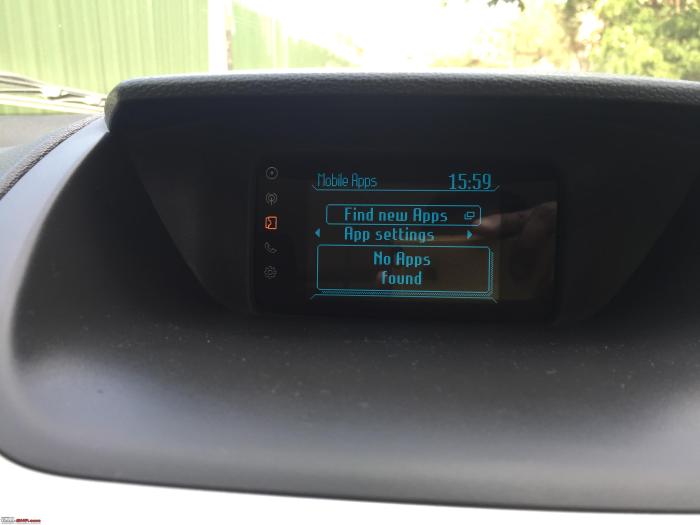 Mobile Apps 15:59
Find new Apps
App settings
No Apps
found